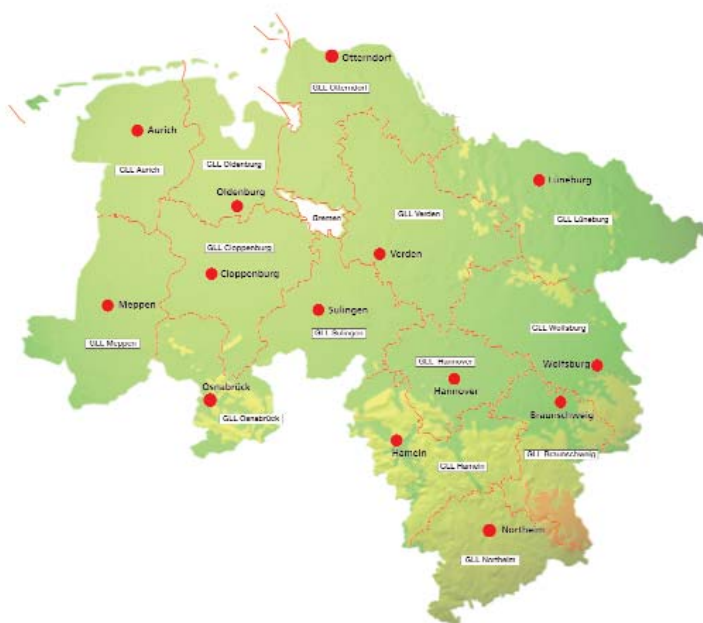 Otterndorf
GLL Otterndorf
Aurich
GLL Aurich
GLL Oldenburg
Oldenburg
Lüneburg
GLL Lüneburg
Bremen
GLL Verden
Verden
GLL Cloppenburg
Cloppenburg
Meppen
GLL Meppen
Sulingen
GLL Sulingen
GLL Wolfsburg
Wolfsburg
GLL Hannover
Hannover
Osnabrück
GLL Osnabrück
Braunschweig
GLL Braunschweig
Hameln
GLL Hameln
Northeim
GLL Northeim